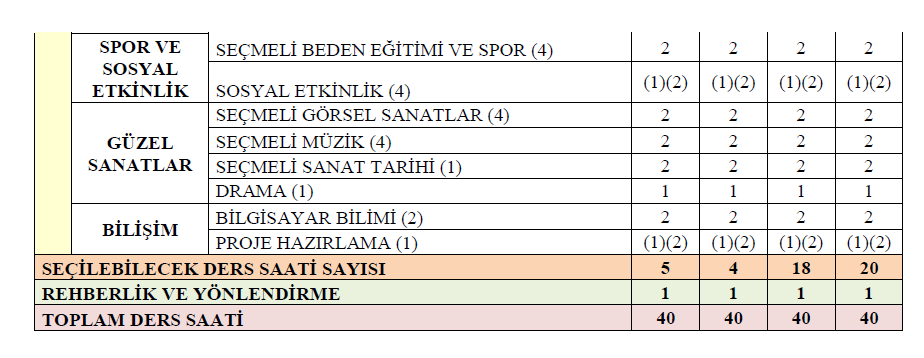 SPOR VE SOSYAL ETKİNLİK
SEÇMELİ BEDEN EĞİTİMİ VE SPOR (4) 2 2 2 2
SOSYAL ETKİNLİK (4) (1)(2) (1)(2) (1)(2) (1)(2)
GÜZEL SANATLAR
SEÇMELİ GÖRSEL SANATLAR (4) 2 2 2 2
SEÇMELİ MÜZİK (4) 2 2 2 2
SEÇMELİ SANAT TARİHİ (1) 2 2 2 2
DRAMA (1) 1 1 1 1
BİLİŞİM
BİLGİSAYAR BİLİMİ (2) 2 2 2 2
PROJE HAZIRLAMA (1) (1)(2) (1)(2) (1)(2) (1)(2)
SEÇİLEBİLECEK DERS SAATİ SAYISI 5 4 18 20
REHBERLİK VE YÖNLENDİRME 1 1 1 1
TOPLAM DERS SAATİ 40 40 40 40